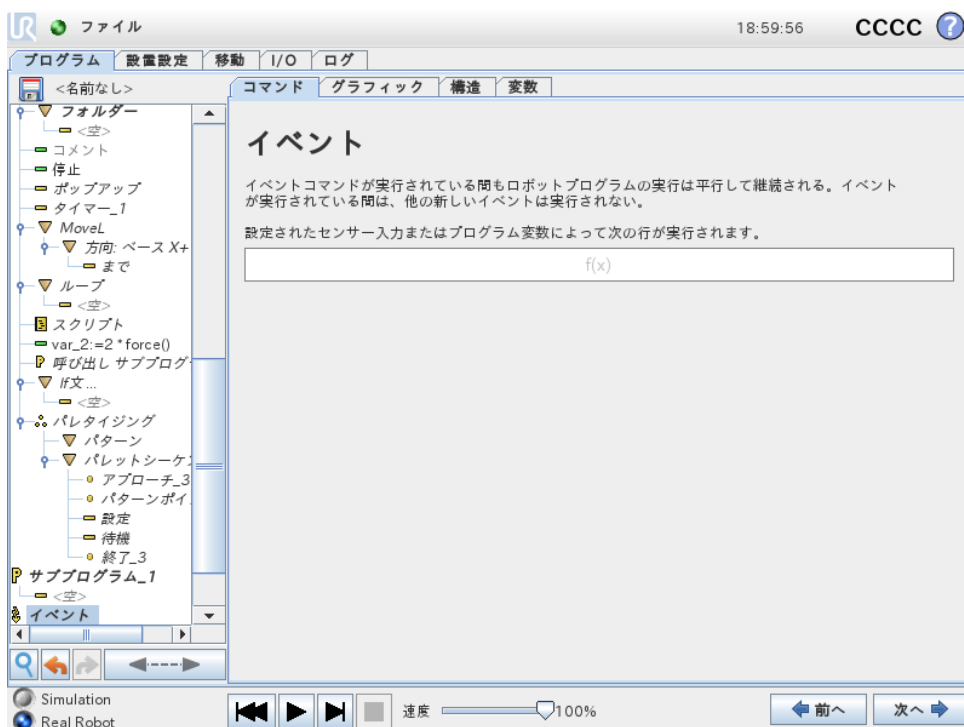 UR ファイル 18:59:56 CCCC ?
プログラム 設置設定 移動 I/O ログ
<名前なし>
コマンド グラフィック 構造 変数
フォルダー
<空>
コメント
停止
ポップアップ
タイマー_1
MoveL
方向: ベース X+
まで
ループ
<空>
スクリプト
var_2:=2 * force()
P 呼び出し サブプログ
If文 ...
<空>
パレタイジング
パターン
パレットシーケン
アプローチ_3
パターンポイ
設定
待機
終了_3
P サブプログラム_1
<空>
イベント
イベント
イベントコマンドが実行されている間もロボットプログラムの実行は平行して継続される。イベント
が実行されている間は、他の新しいイベントは実行されない。
設定されたセンサー入力またはプログラム変数によって次の行が実行されます。
f(x)
Simulation
Real Robot
速度 100%
前へ 次へ